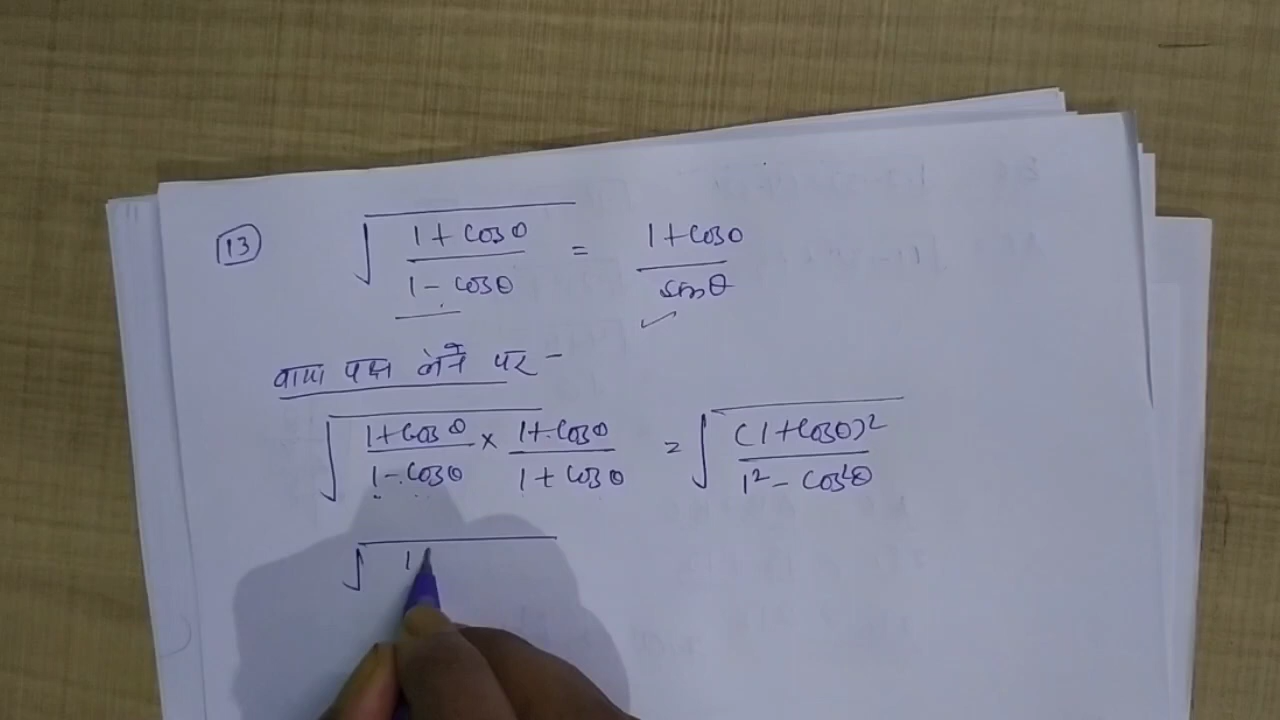 13 √((1 + cosθ)/(1 - cosθ)) = (1 + cosθ)/(sinθ)
वाया पक्ष लेने पर -
√((1 + cosθ)/(1 - cosθ) × (1 + cosθ)/(1 + cosθ)) = √((1 + cosθ)²/(1² - cos²θ))
√(1